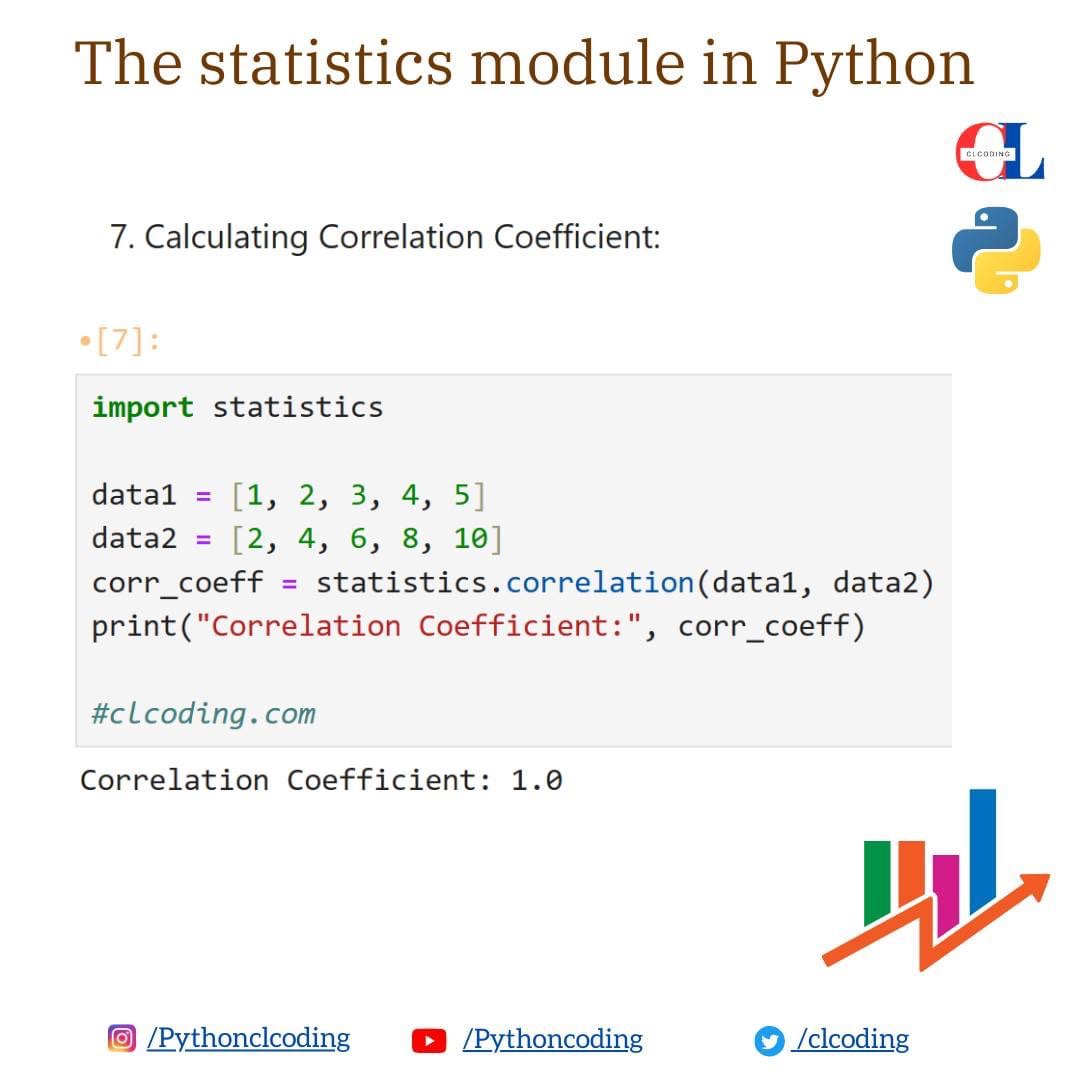 The statistics module in Python
CLCODING
7. Calculating Correlation Coefficient:
•[7]:
import statistics
data1 = [1, 2, 3, 4, 5]
data2 = [2, 4, 6, 8, 10]
corr_coeff = statistics.correlation(data1, data2)
print("Correlation Coefficient:", corr_coeff)
#clcoding.com
Correlation Coefficient: 1.0
/Pythonclcoding /Pythoncoding /clcoding